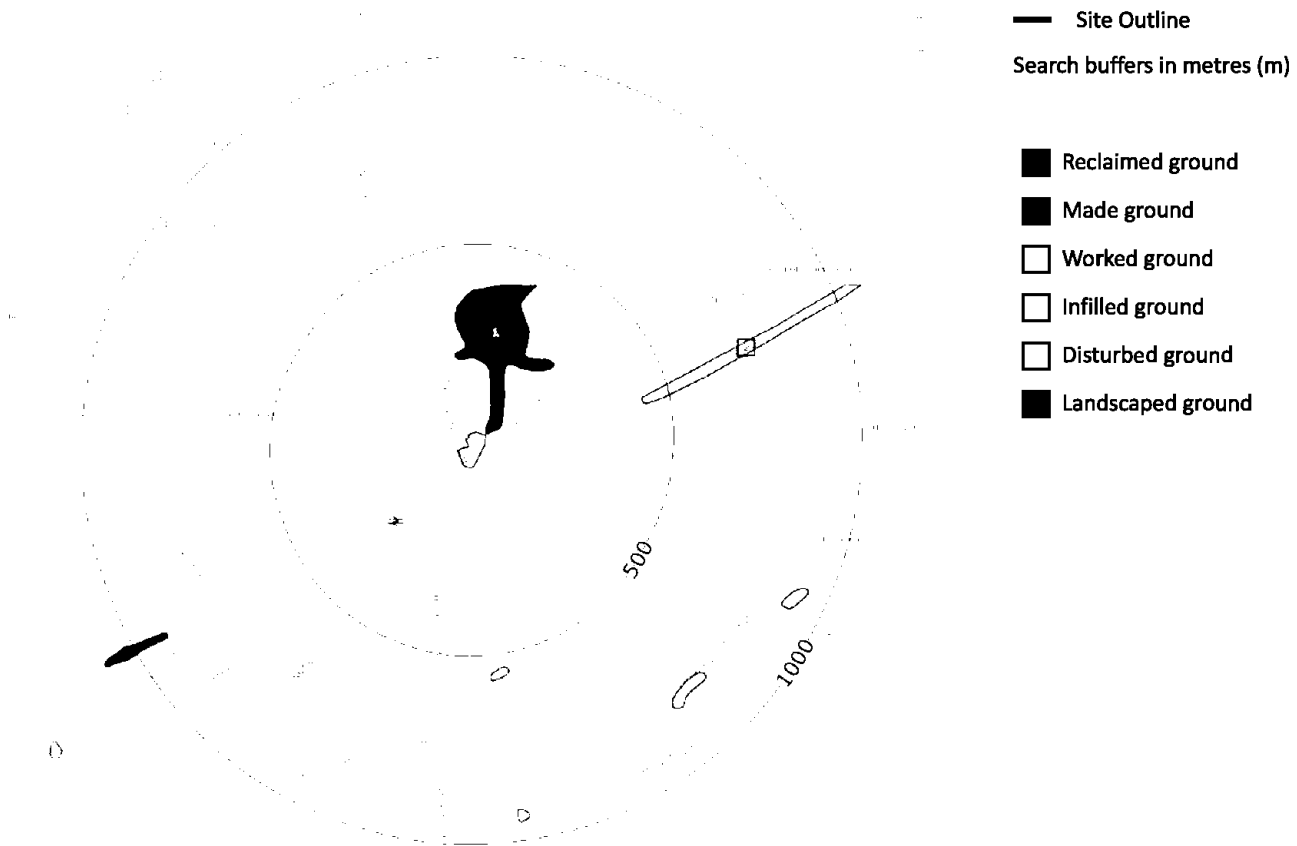 Site Outline
Search buffers in metres (m)
Reclaimed ground
Made ground
Worked ground
Infilled ground
Disturbed ground
Landscaped ground
500
1000